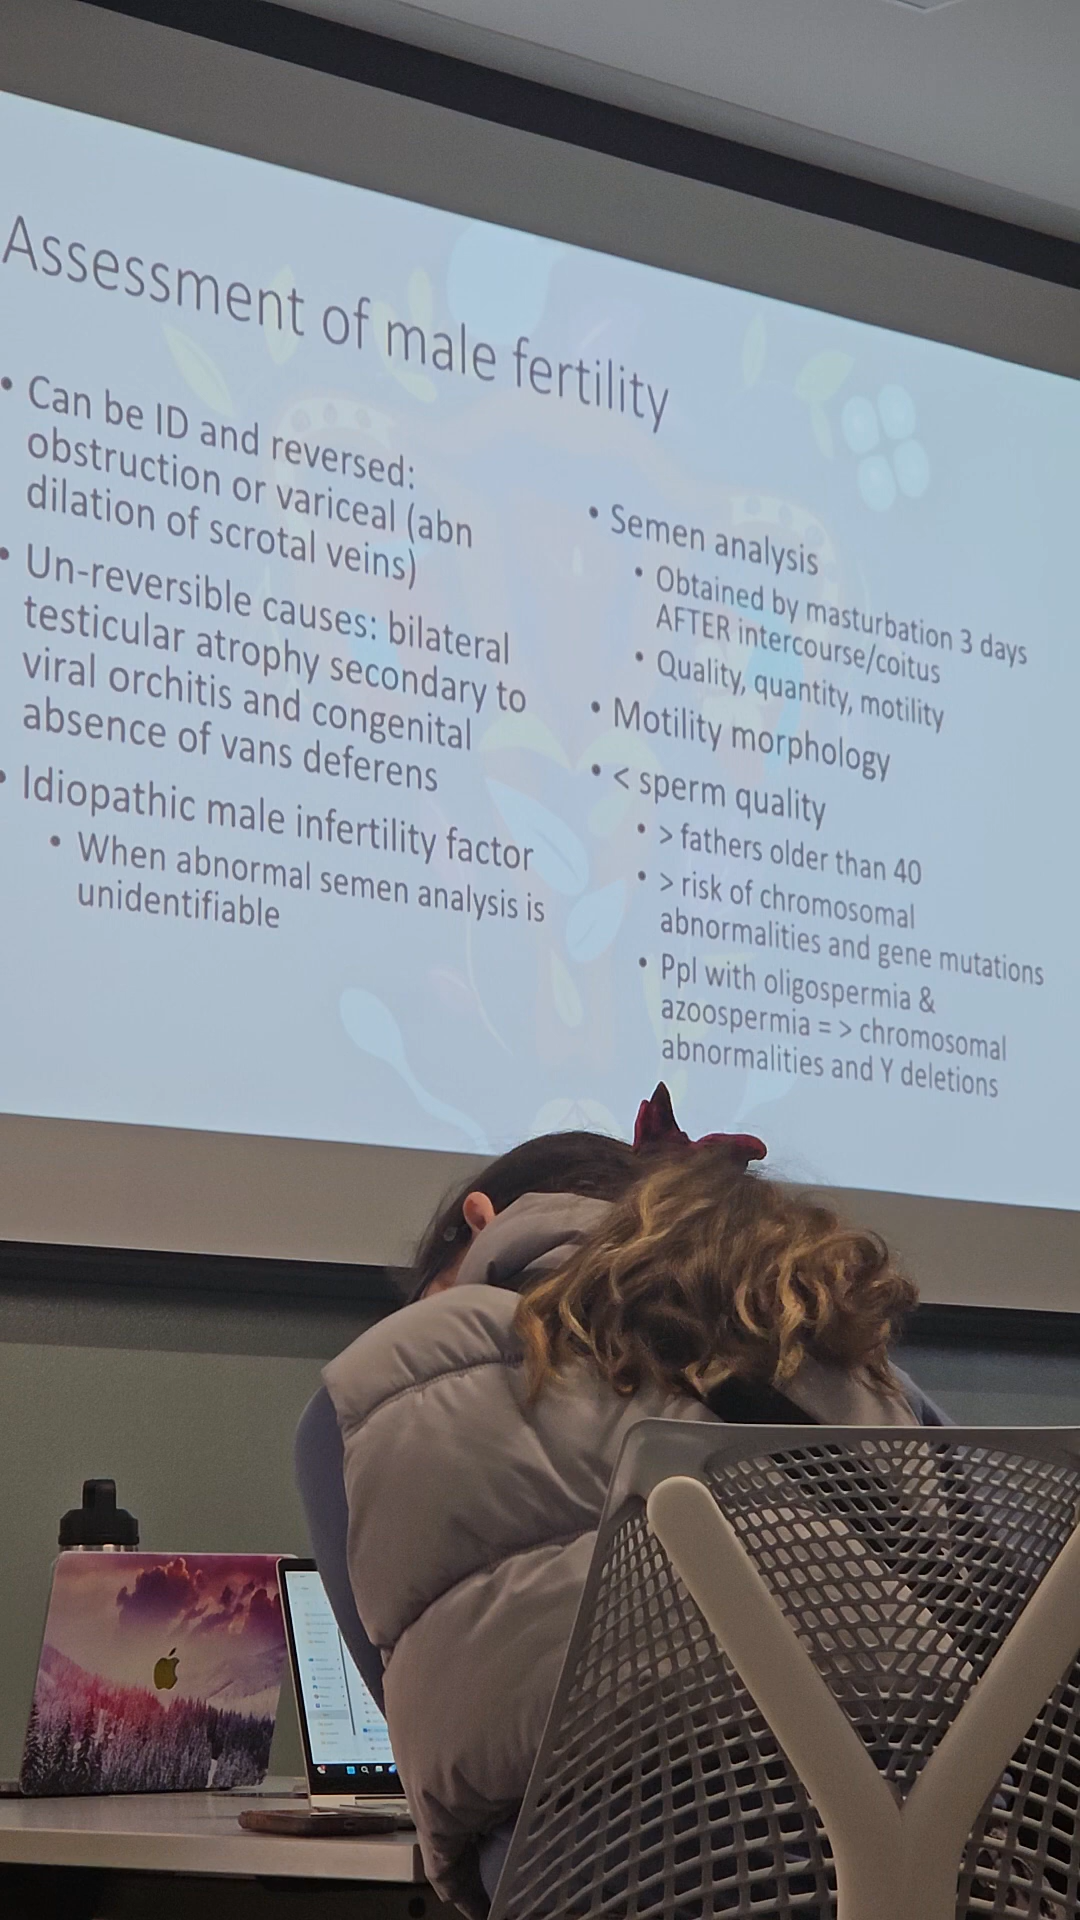 Assessment of male fertility
• Can be ID and reversed:
obstruction or variceal (abn
dilation of scrotal veins)
• Un-reversible causes: bilateral
testicular atrophy secondary to
viral orchitis and congenital
absence of vans deferens
• Idiopathic male infertility factor
• When abnormal semen analysis is
unidentifiable
• Semen analysis
• Obtained by masturbation 3 days
AFTER intercourse/coitus
• Quality, quantity, motility
• Motility morphology
• < sperm quality
• > fathers older than 40
• > risk of chromosomal
abnormalities and gene mutations
• Ppl with oligospermia &
azoospermia = > chromosomal
abnormalities and Y deletions